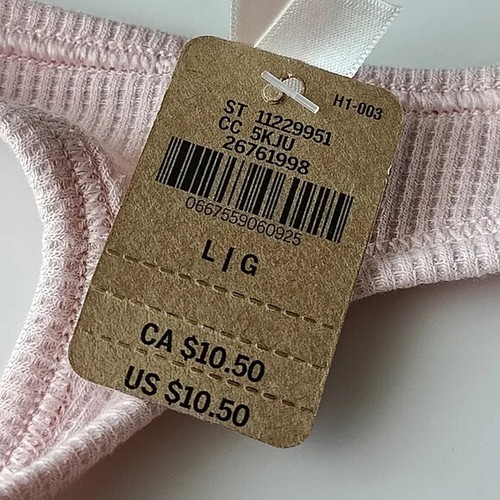 H1-003
ST 11229951
CC 5KJU
26761998
0667559060925
L | G
CA $10.50
US $10.50